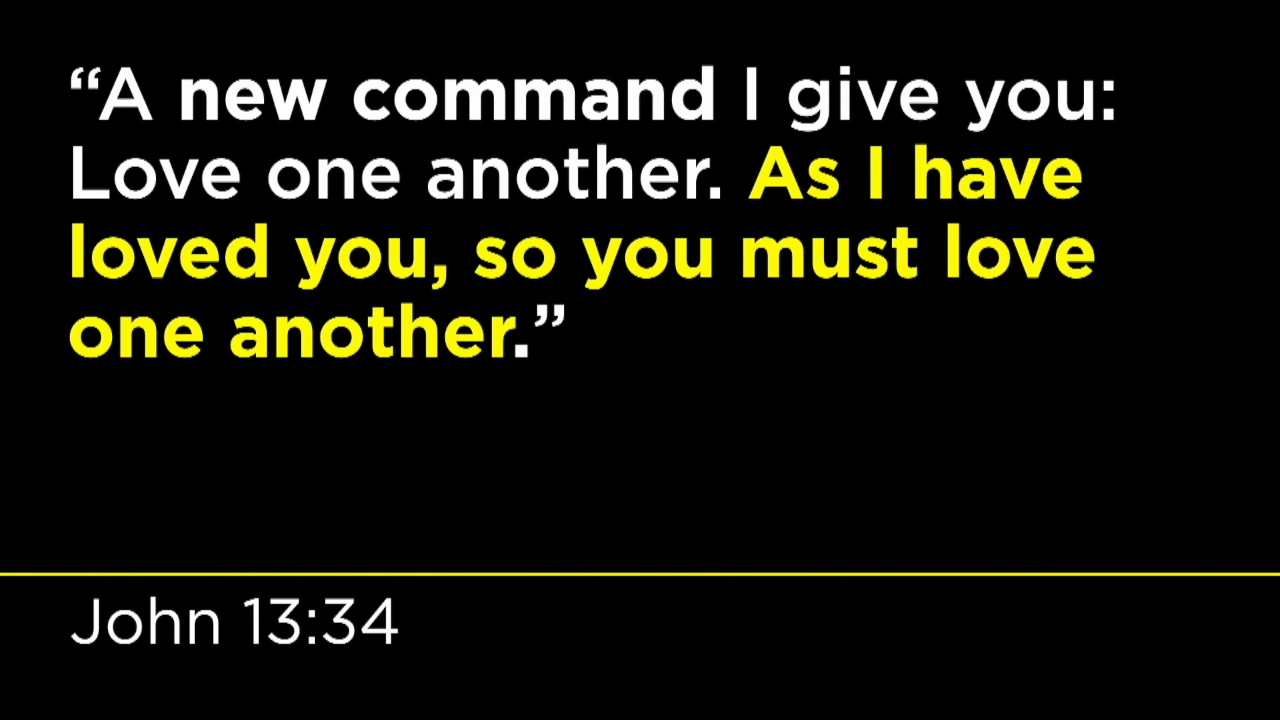 “A new command I give you:
Love one another. As I have
loved you, so you must love
one another.”
John 13:34